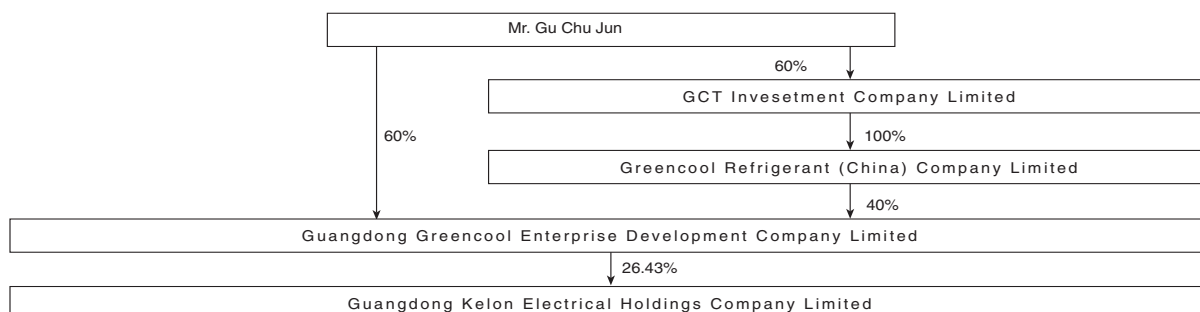 Mr. Gu Chu Jun
60%
GCT Invesetment Company Limited
60%
100%
Greencool Refrigerant (China) Company Limited
40%
Guangdong Greencool Enterprise Development Company Limited
26.43%
Guangdong Kelon Electrical Holdings Company Limited